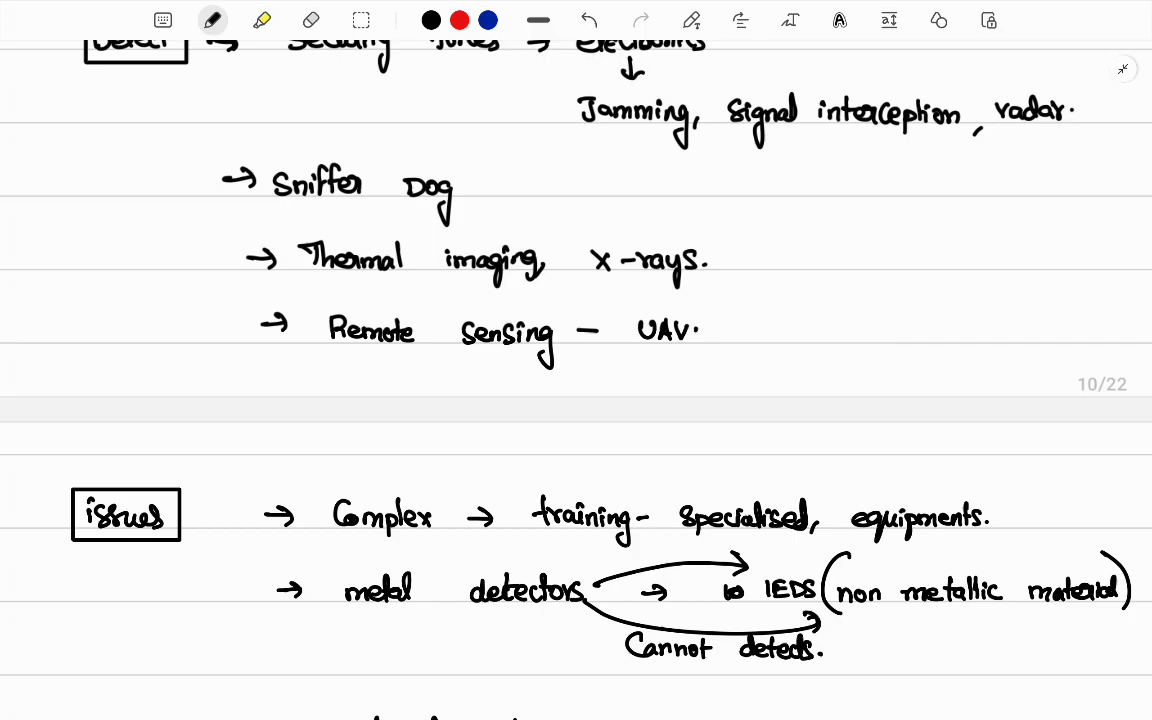 → Jamming, Signal interception, radar.
→ Sniffer Dog
→ Thermal imaging, x-rays.
→ Remote sensing - UAV.
10/22
issues → Complex → training - specialised, equipments.
→ metal detectors → IEDS (non metallic material)
Cannot detects.